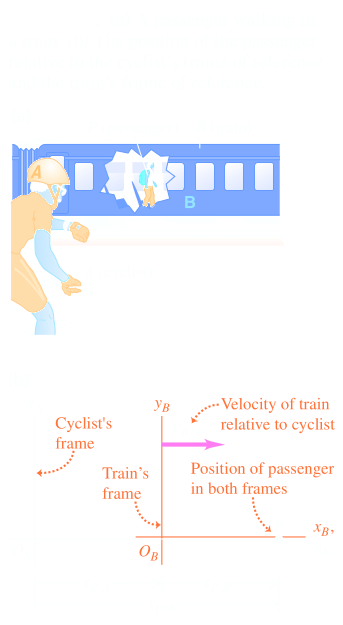 A
B
y_B
Velocity of train
relative to cyclist
Cyclist's
frame
Train's
frame
Position of passenger
in both frames
x_B,
O_B